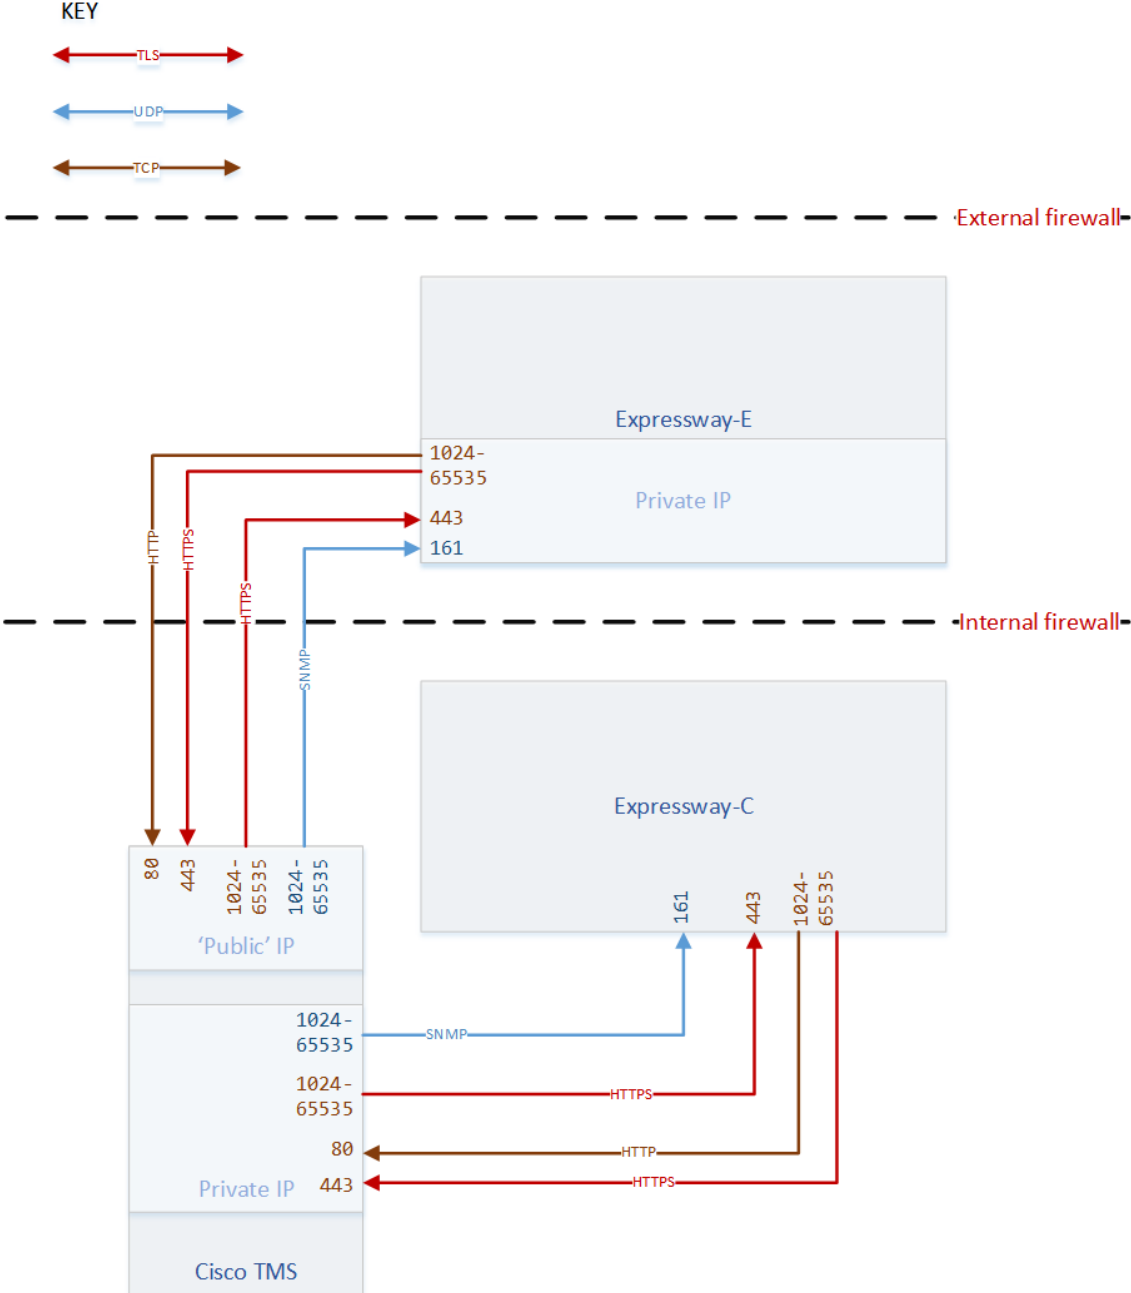 KEY
TLS
UDP
TCP
External firewall
Expressway-E
1024-
65535
Private IP
443
161
HTTP
HTTPS
HTTPS
SNMP
Internal firewall
Expressway-C
161
443
1024-
65535
80
443
1024-
65535
1024-
65535
'Public' IP
1024-
65535
SNMP
1024-
65535
HTTPS
80
HTTP
Private IP
443
HTTPS
Cisco TMS